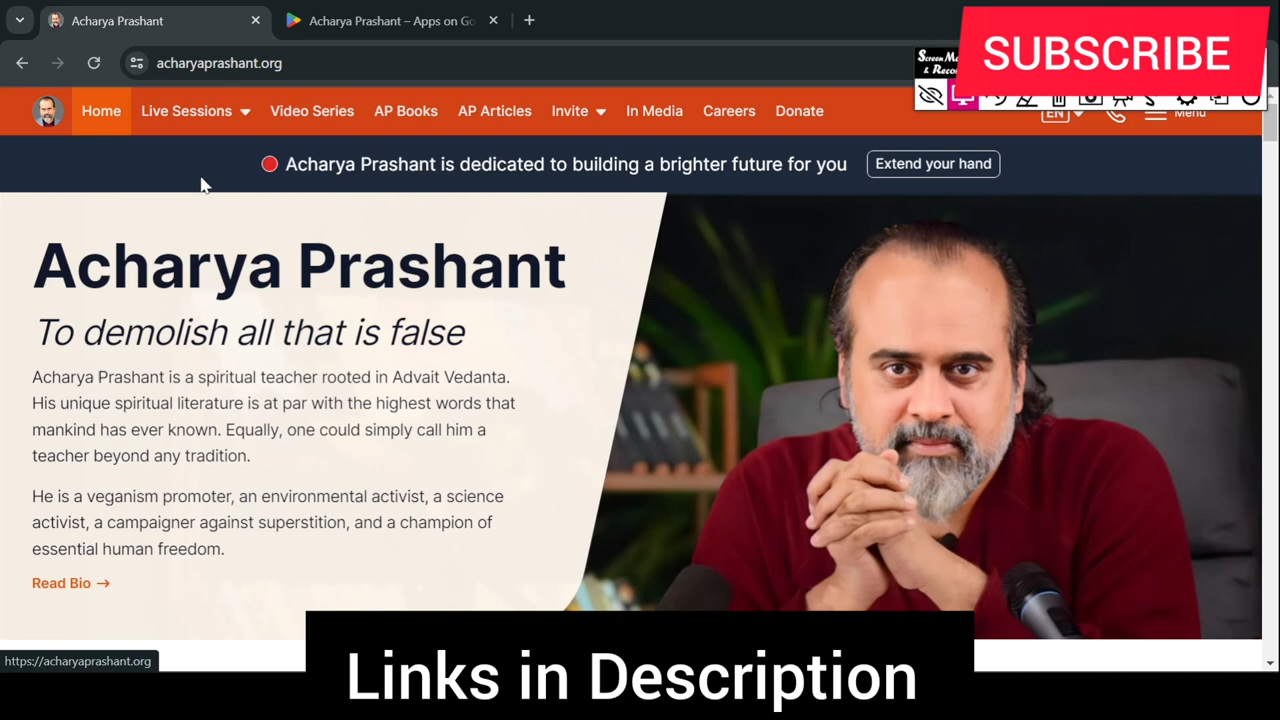 Acharya Prashant
Acharya Prashant – Apps on Go
SUBSCRIBE
acharyaprashant.org
Home
Live Sessions
Video Series
AP Books
AP Articles
Invite
In Media
Careers
Donate
EN
Menu
Acharya Prashant is dedicated to building a brighter future for you
Extend your hand
Acharya Prashant
To demolish all that is false
Acharya Prashant is a spiritual teacher rooted in Advait Vedanta.
His unique spiritual literature is at par with the highest words that
mankind has ever known. Equally, one could simply call him a
teacher beyond any tradition.
He is a veganism promoter, an environmental activist, a science
activist, a campaigner against superstition, and a champion of
essential human freedom.
Read Bio →
https://acharyaprashant.org
Links in Description